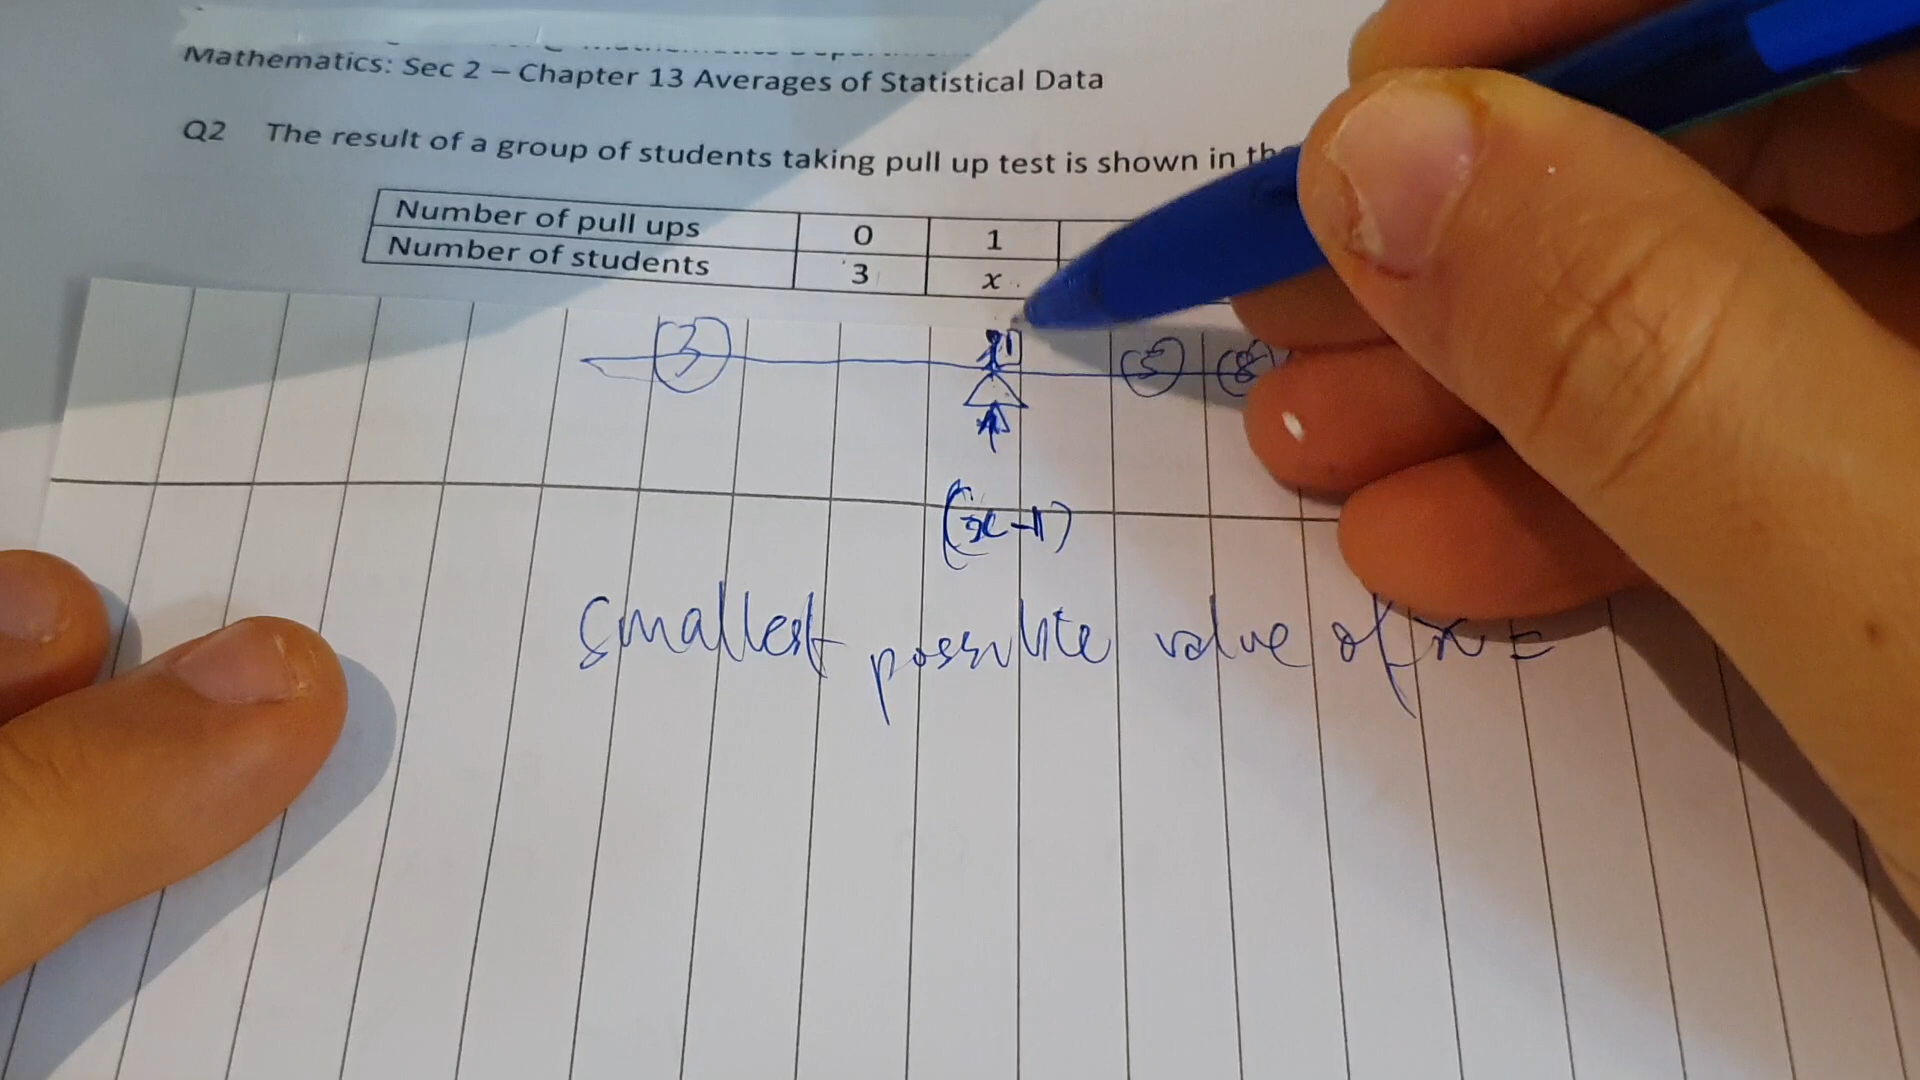 Mathematics: Sec 2 – Chapter 13 Averages of Statistical Data
Q2 The result of a group of students taking pull up test is shown in the
Number of pull ups 0 1
Number of students 3 x
3 1 5 8
(x-1)
smallest possible value of x =